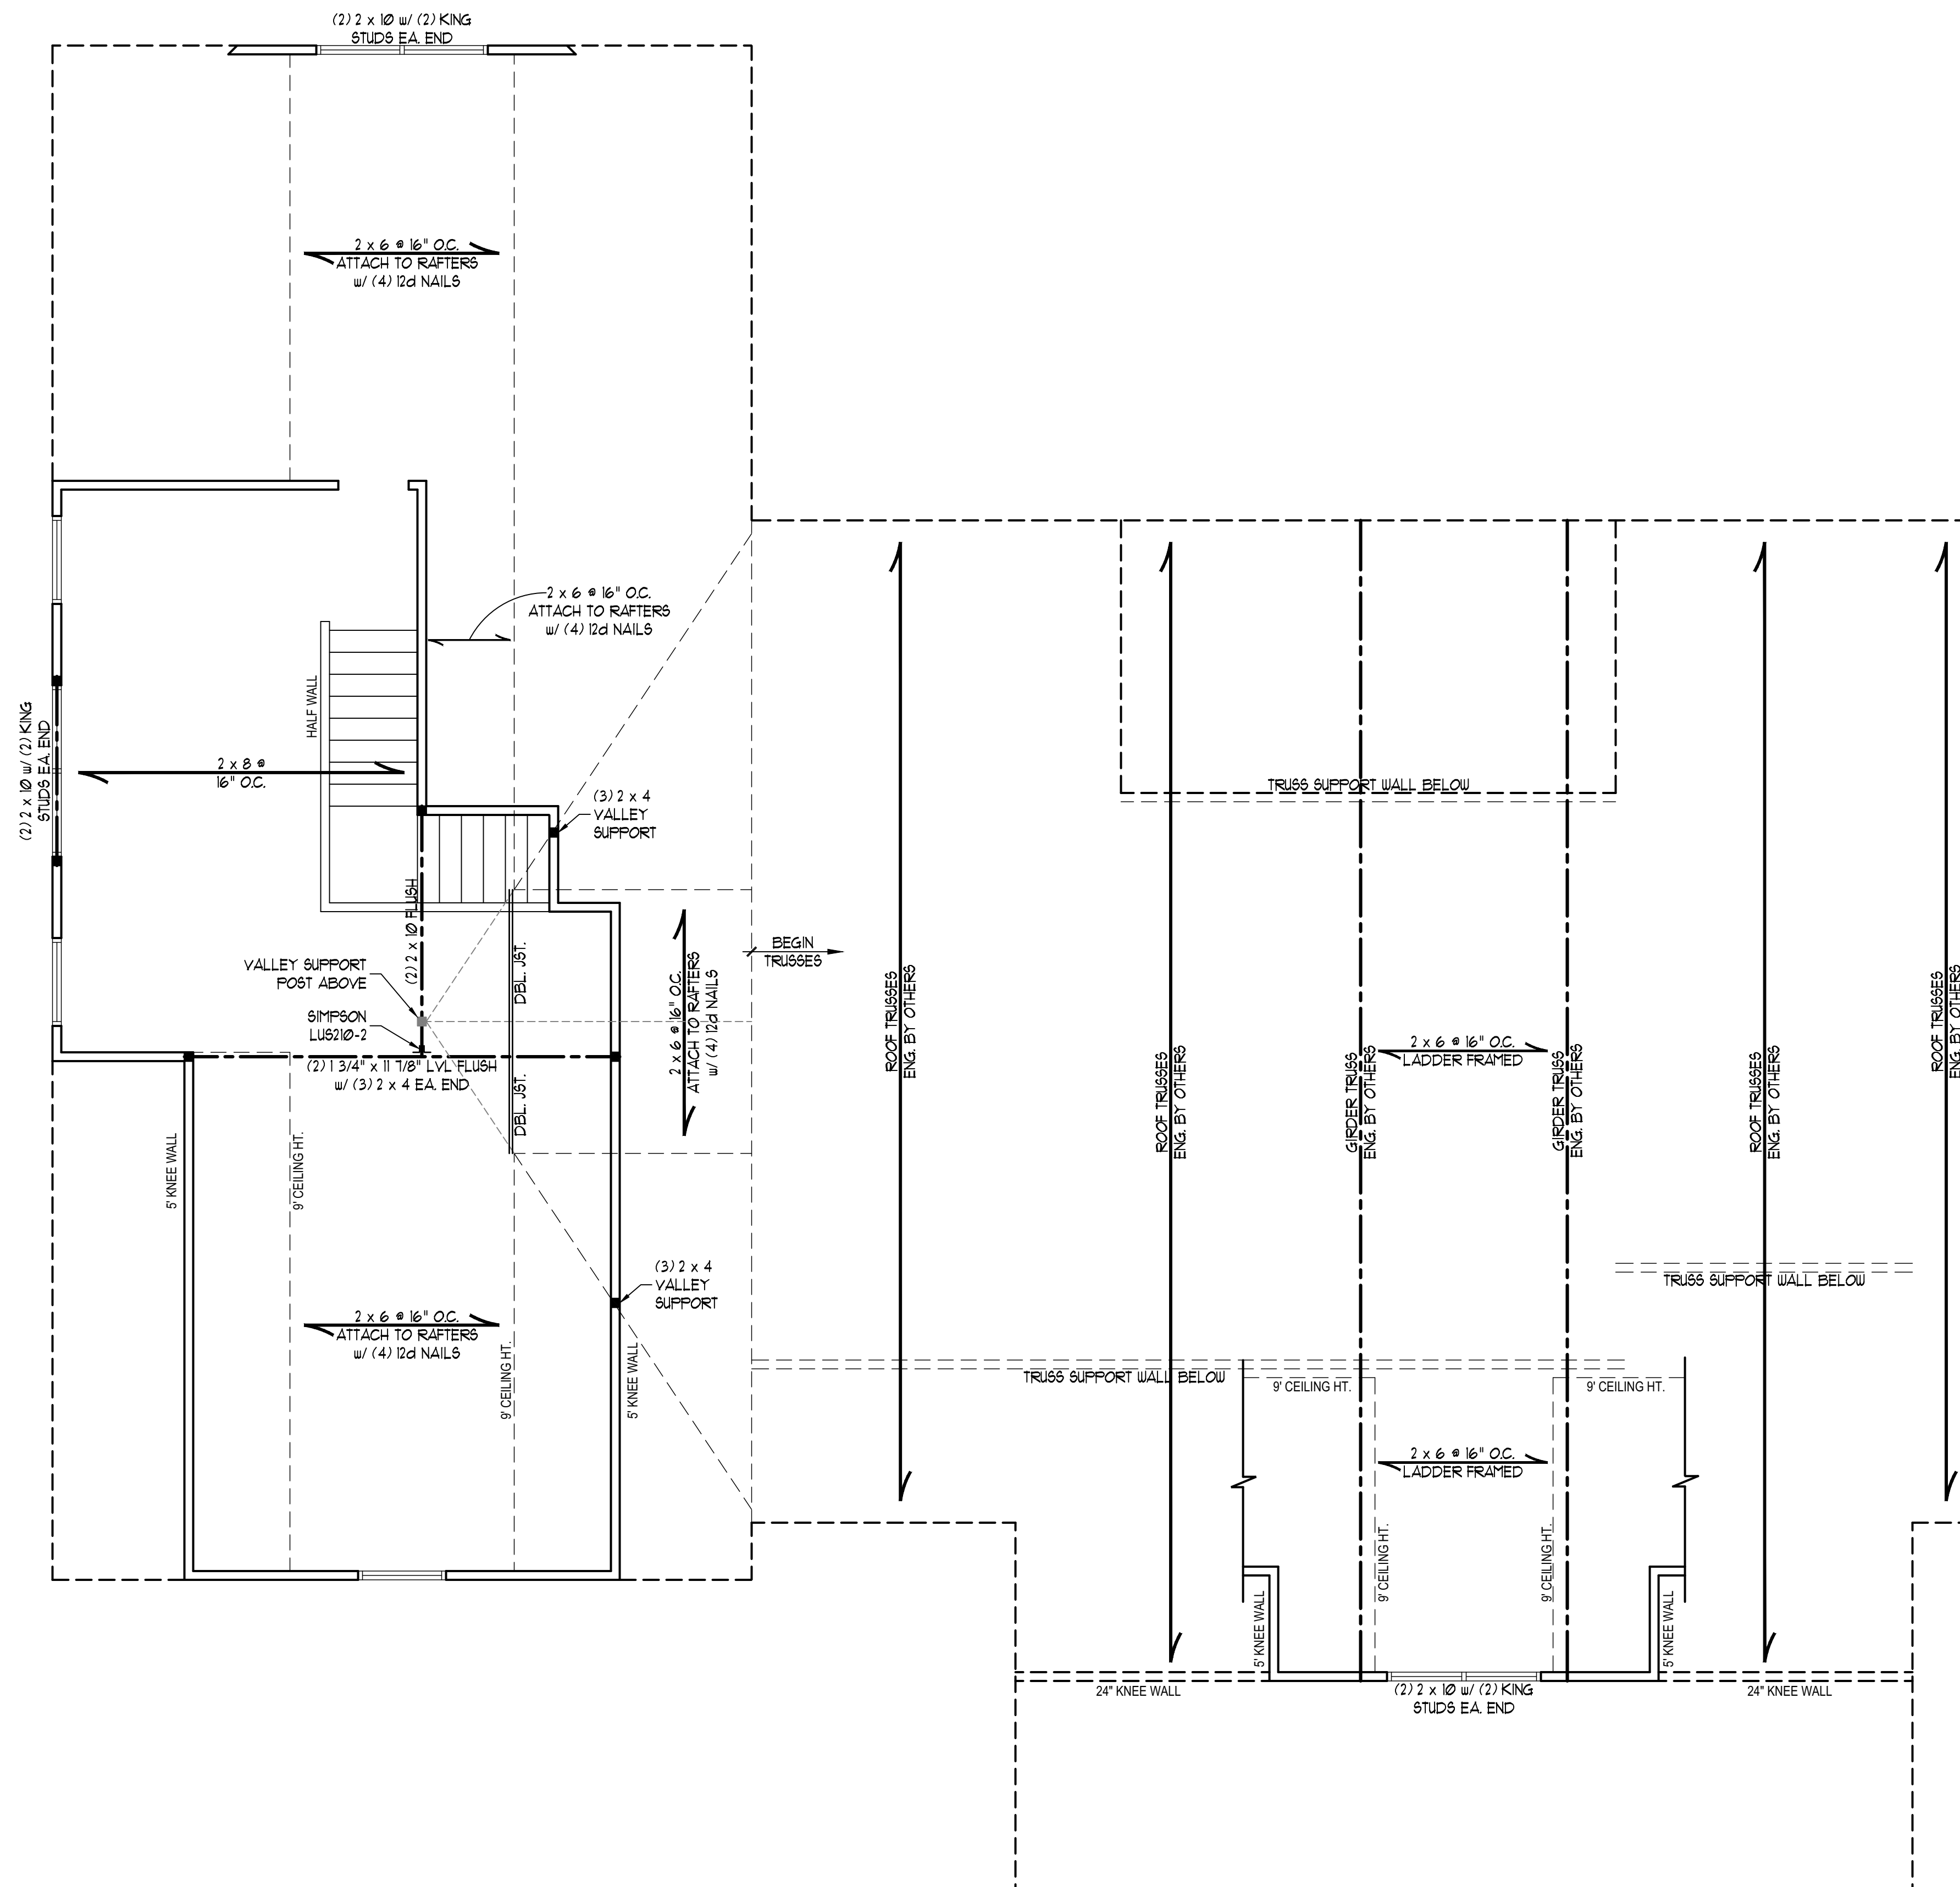 (2) 2 x 10 w/ (2) KING
STUDS EA. END
2 x 6 @ 16" O.C.
ATTACH TO RAFTERS
w/ (4) 12d NAILS
2 x 6 @ 16" O.C.
ATTACH TO RAFTERS
w/ (4) 12d NAILS
HALF WALL
(2) 2 x 10 w/ (2) KING
STUDS EA. END
2 x 8 @
16" O.C.
(3) 2 x 4
VALLEY
SUPPORT
TRUSS SUPPORT WALL BELOW
(2) 2 x 10 FLUSH
DBL. JST.
BEGIN
TRUSSES
VALLEY SUPPORT
POST ABOVE
SIMPSON
LUS210-2
2 x 6 @ 16" O.C.
ATTACH TO RAFTERS
w/ (4) 12d NAILS
ROOF TRUSSES
ENG. BY OTHERS
ROOF TRUSSES
ENG. BY OTHERS
GIRDER TRUSS
ENG. BY OTHERS
2 x 6 @ 16" O.C.
LADDER FRAMED
GIRDER TRUSS
ENG. BY OTHERS
ROOF TRUSSES
ENG. BY OTHERS
ROOF TRUSSES
ENG. BY OTHERS
(2) 1 3/4" x 11 7/8" LVL FLUSH
w/ (3) 2 x 4 EA. END
DBL. JST.
5' KNEE WALL
9' CEILING HT.
(3) 2 x 4
VALLEY
SUPPORT
TRUSS SUPPORT WALL BELOW
2 x 6 @ 16" O.C.
ATTACH TO RAFTERS
w/ (4) 12d NAILS
9' CEILING HT.
5' KNEE WALL
TRUSS SUPPORT WALL BELOW
9' CEILING HT.
9' CEILING HT.
2 x 6 @ 16" O.C.
LADDER FRAMED
9' CEILING HT.
9' CEILING HT.
5' KNEE WALL
5' KNEE WALL
24" KNEE WALL
(2) 2 x 10 w/ (2) KING
STUDS EA. END
24" KNEE WALL